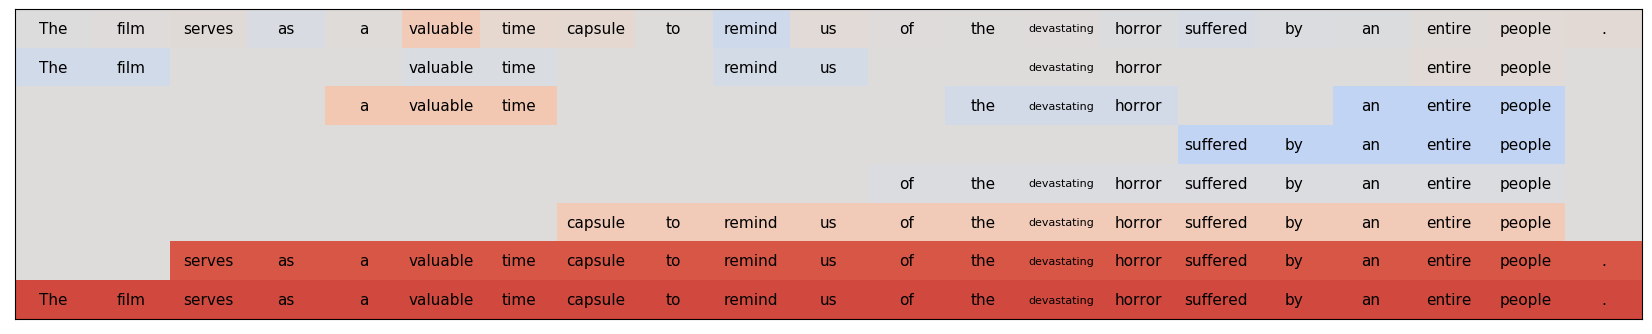 The film serves as a valuable time capsule to remind us of the devastating horror suffered by an entire people .
The film valuable time remind us devastating horror entire people
a valuable time the devastating horror an entire people
suffered by an entire people
of the devastating horror suffered by an entire people
capsule to remind us of the devastating horror suffered by an entire people
serves as a valuable time capsule to remind us of the devastating horror suffered by an entire people .
The film serves as a valuable time capsule to remind us of the devastating horror suffered by an entire people .